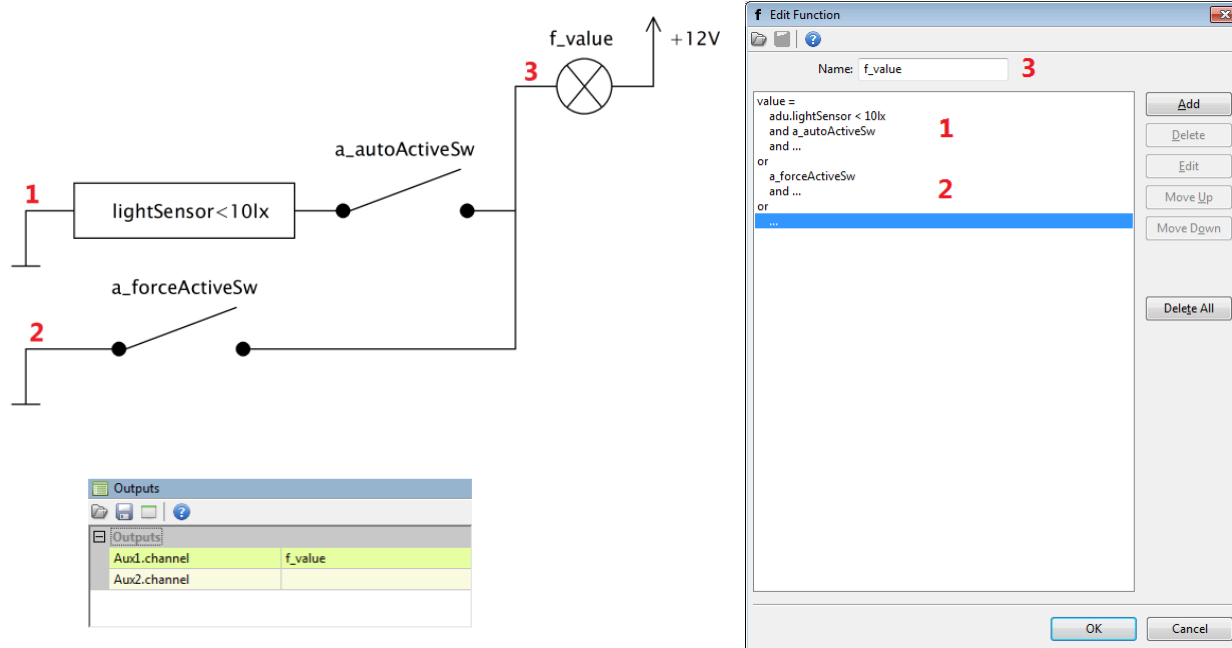 f_value
+12V
3
a_autoActiveSw
1
lightSensor<10lx
a_forceActiveSw
2
Outputs
Outputs
Aux1.channel f_value
Aux2.channel
f Edit Function
Name: f_value 3
value =
adu.lightSensor < 10lx
and a_autoActiveSw 1
and ...
or
a_forceActiveSw
and ... 2
or
...
Add
Delete
Edit
Move Up
Move Down
Delete All
OK Cancel